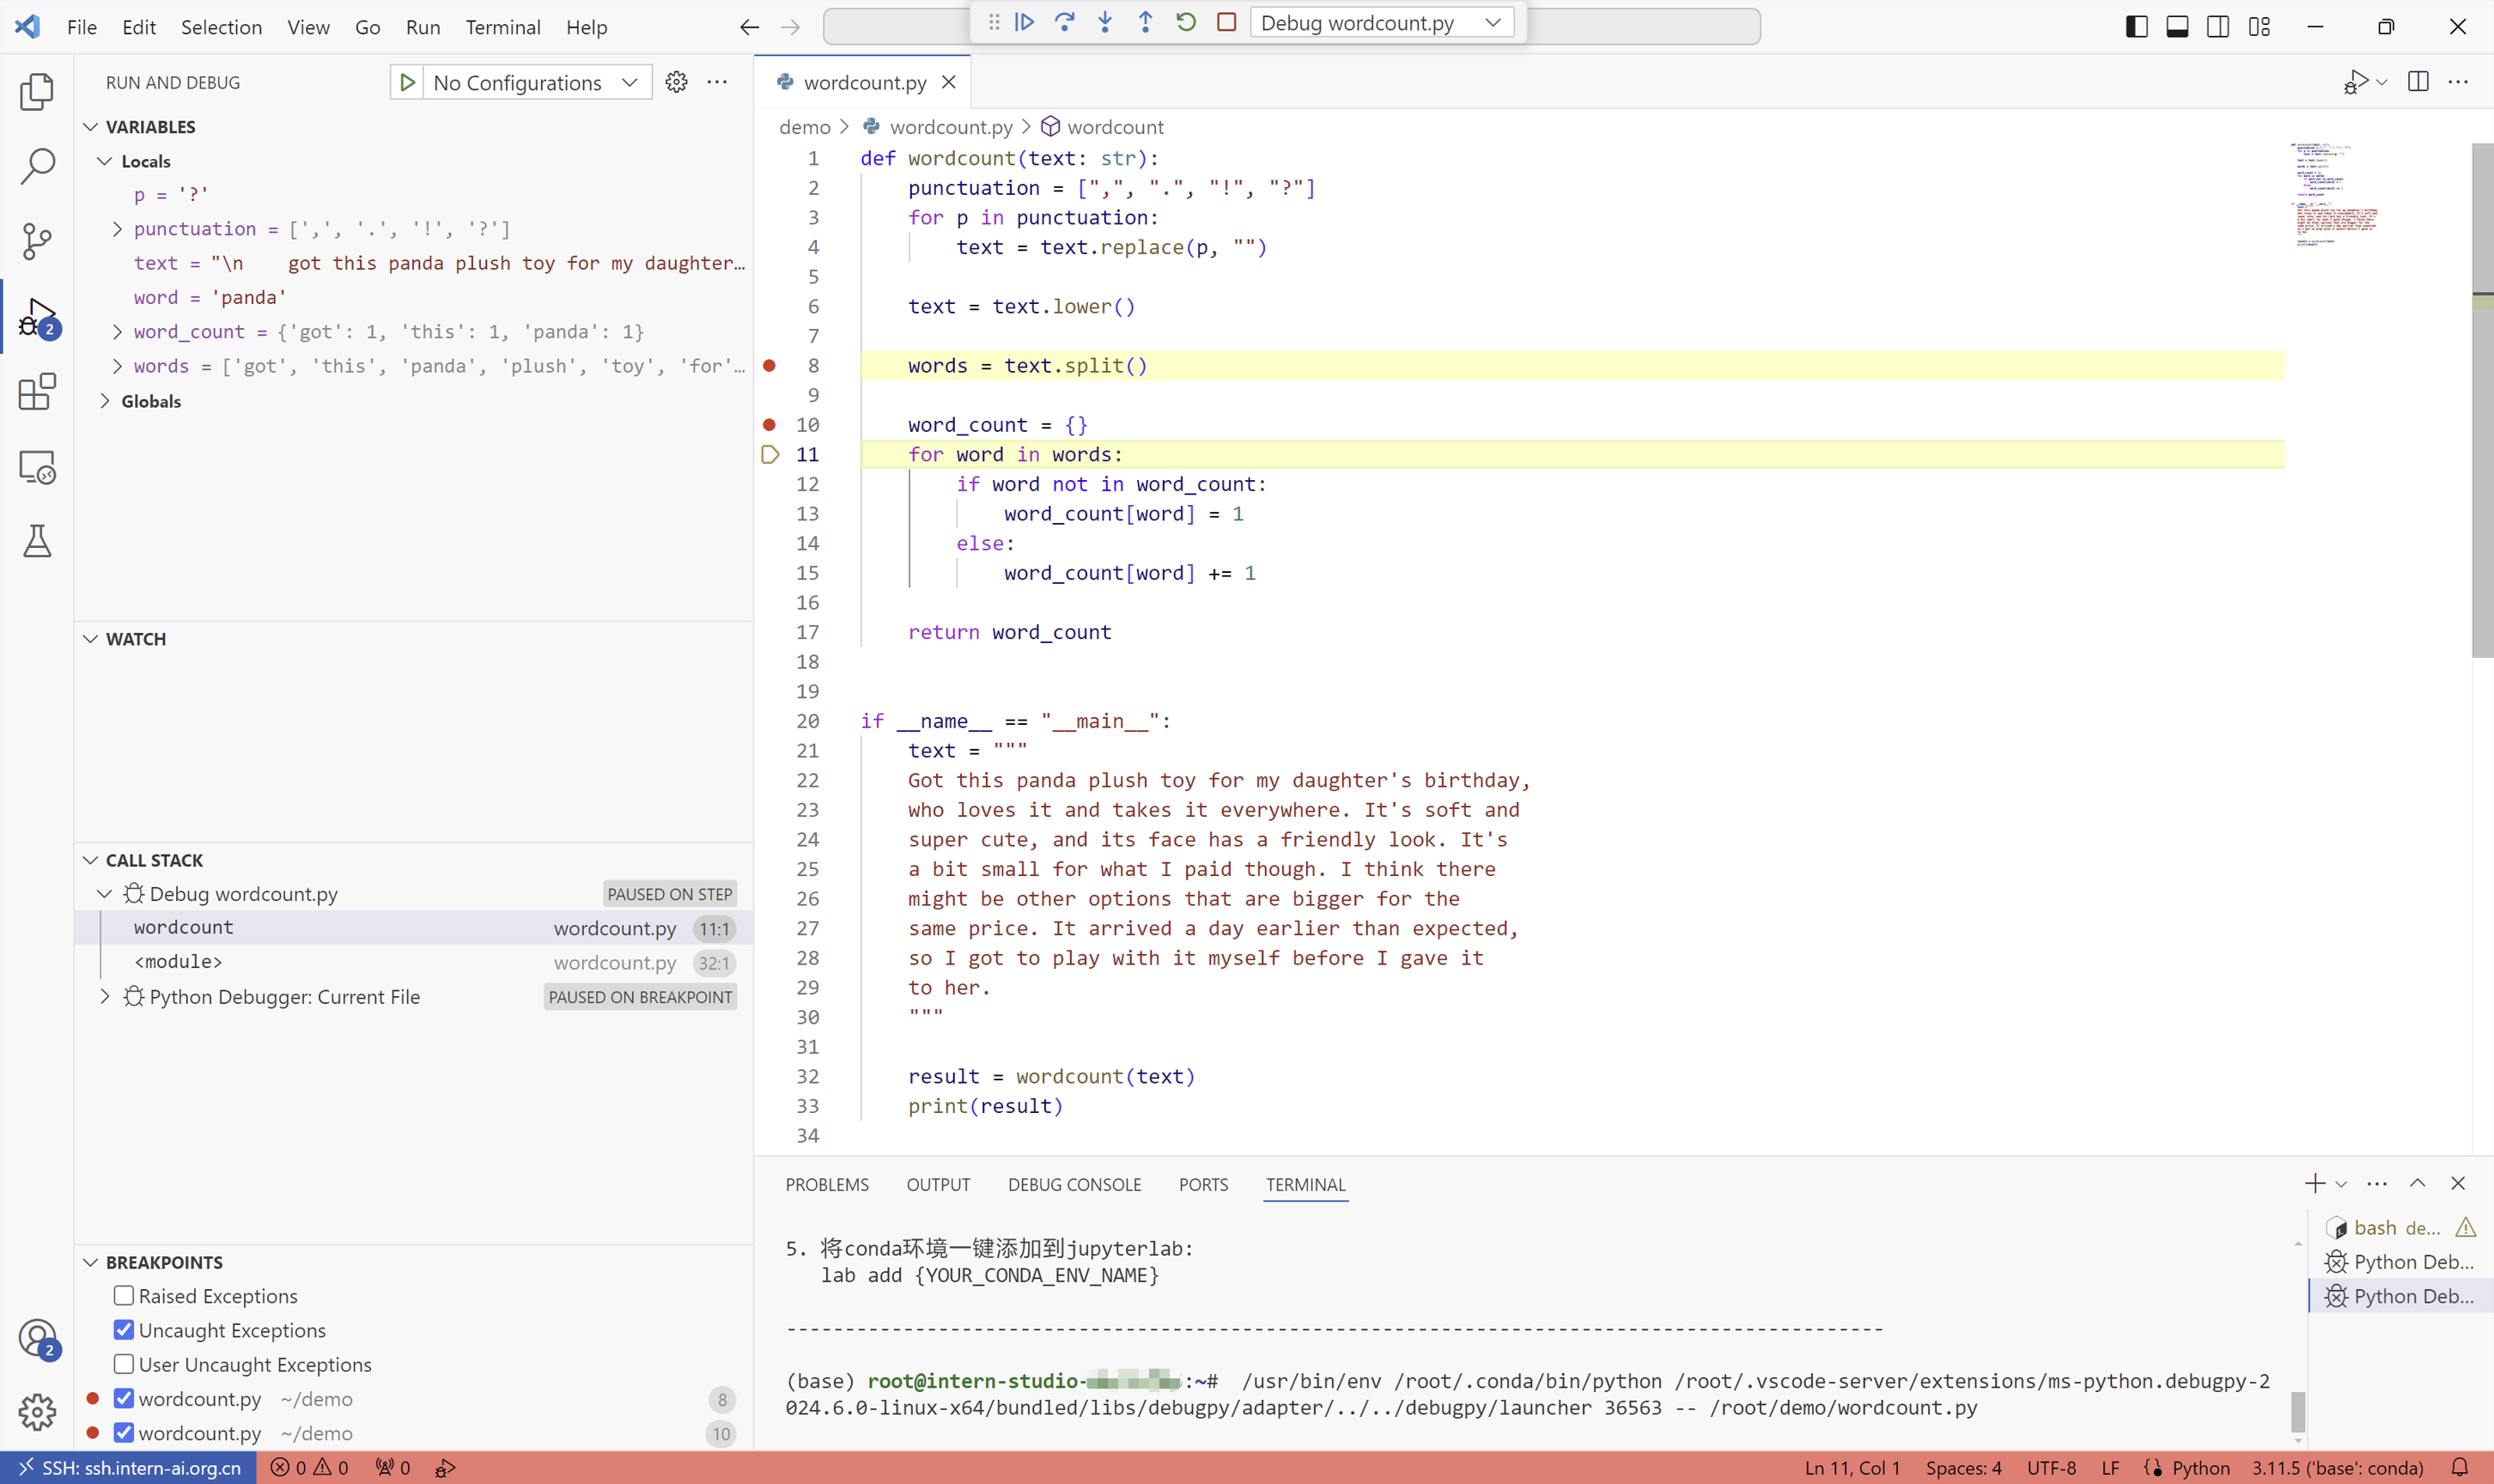 File Edit Selection View Go Run Terminal Help
Debug wordcount.py
RUN AND DEBUG
No Configurations
VARIABLES
Locals
p = '?'
punctuation = [',', '.', '!', '?']
text = "\n    got this panda plush toy for my daughter…
word = 'panda'
word_count = {'got': 1, 'this': 1, 'panda': 1}
words = ['got', 'this', 'panda', 'plush', 'toy', 'for'…
Globals
WATCH
CALL STACK
Debug wordcount.py PAUSED ON STEP
wordcount wordcount.py 11:1
<module> wordcount.py 32:1
Python Debugger: Current File PAUSED ON BREAKPOINT
BREAKPOINTS
Raised Exceptions
Uncaught Exceptions
User Uncaught Exceptions
wordcount.py ~/demo 8
wordcount.py ~/demo 10
2
2
wordcount.py
demo > wordcount.py > wordcount
1 def wordcount(text: str):
2     punctuation = [",", ".", "!", "?"]
3     for p in punctuation:
4         text = text.replace(p, "")
5
6     text = text.lower()
7
8     words = text.split()
9
10     word_count = {}
11     for word in words:
12         if word not in word_count:
13             word_count[word] = 1
14         else:
15             word_count[word] += 1
16
17     return word_count
18
19
20 if __name__ == "__main__":
21     text = """
22     Got this panda plush toy for my daughter's birthday,
23     who loves it and takes it everywhere. It's soft and
24     super cute, and its face has a friendly look. It's
25     a bit small for what I paid though. I think there
26     might be other options that are bigger for the
27     same price. It arrived a day earlier than expected,
28     so I got to play with it myself before I gave it
29     to her.
30     """
31
32     result = wordcount(text)
33     print(result)
34
PROBLEMS OUTPUT DEBUG CONSOLE PORTS TERMINAL
5. 将conda环境一键添加到jupyterlab:
   lab add {YOUR_CONDA_ENV_NAME}
--------------------------------------------------------------------------------------------
(base) root@intern-studio-:~#  /usr/bin/env /root/.conda/bin/python /root/.vscode-server/extensions/ms-python.debugpy-2
024.6.0-linux-x64/bundled/libs/debugpy/adapter/../../debugpy/launcher 36563 -- /root/demo/wordcount.py
bash de...
Python Deb...
Python Deb...
SSH: ssh.intern-ai.org.cn 0 0 0 Ln 11, Col 1 Spaces: 4 UTF-8 LF Python 3.11.5 ('base': conda)